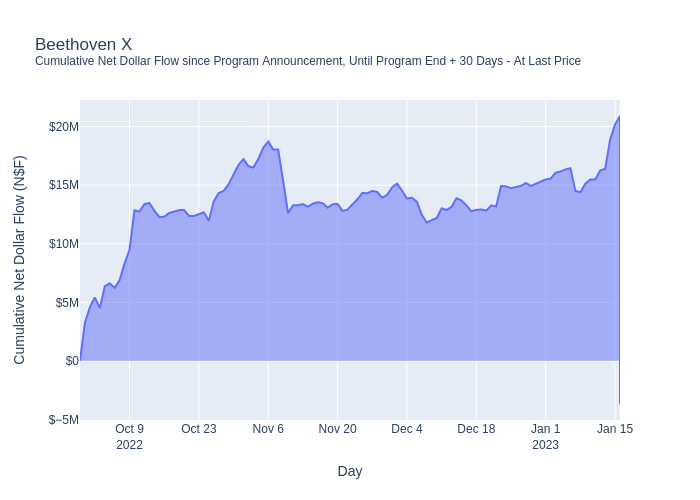 Beethoven X
Cumulative Net Dollar Flow since Program Announcement, Until Program End + 30 Days - At Last Price
Cumulative Net Dollar Flow (N$F)
$20M
$15M
$10M
$5M
$0
$−5M
Oct 9
2022
Oct 23
Nov 6
Nov 20
Dec 4
Dec 18
Jan 1
2023
Jan 15
Day